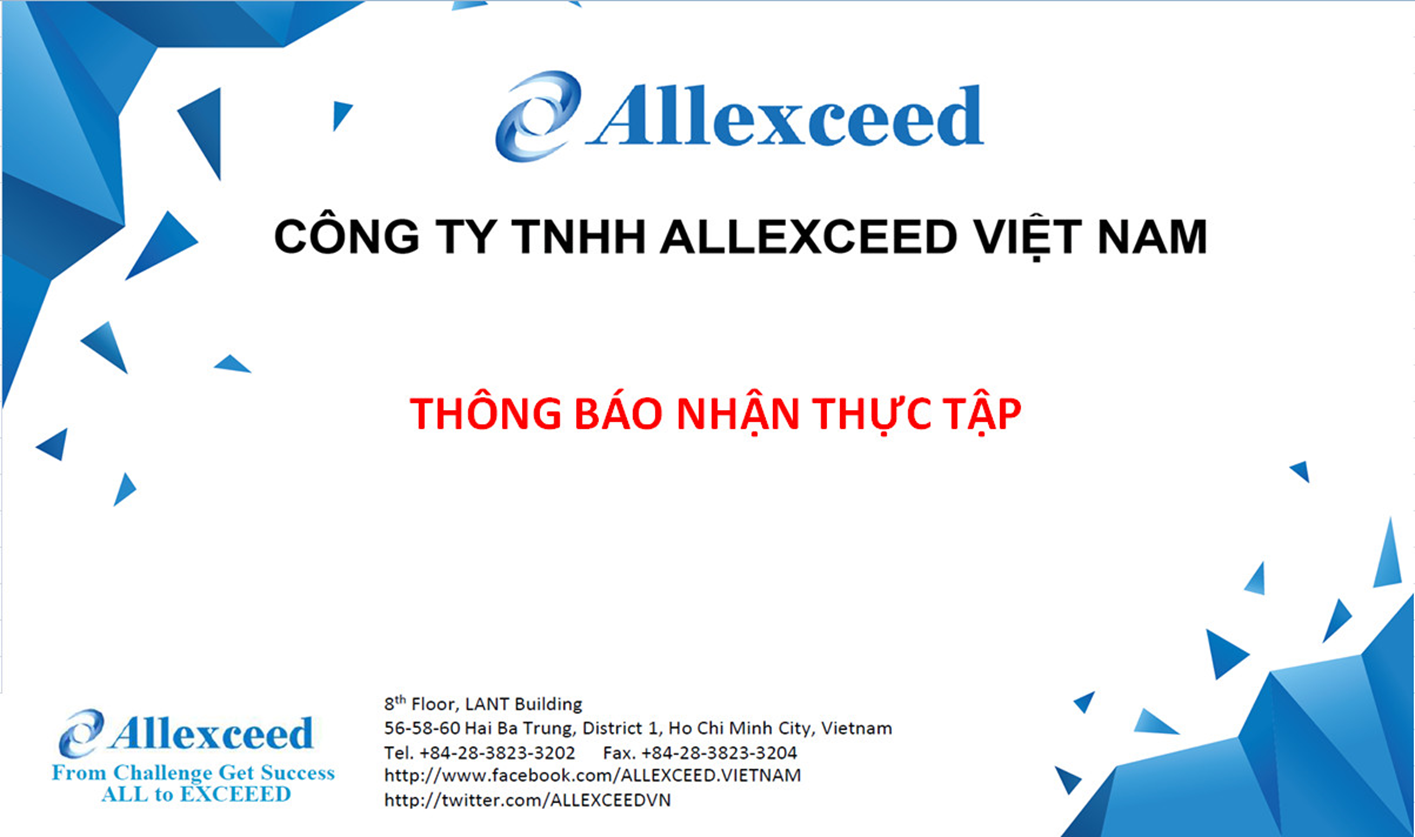 Allexceed
CÔNG TY TNHH ALLEXCEED VIỆT NAM
THÔNG BÁO NHẬN THỰC TẬP
Allexceed
From Challenge Get Success
ALL to EXCEEED
8th Floor, LANT Building
56-58-60 Hai Ba Trung, District 1, Ho Chi Minh City, Vietnam
Tel. +84-28-3823-3202 Fax. +84-28-3823-3204
http://www.facebook.com/ALLEXCEED.VIETNAM
http://twitter.com/ALLEXCEEDVN